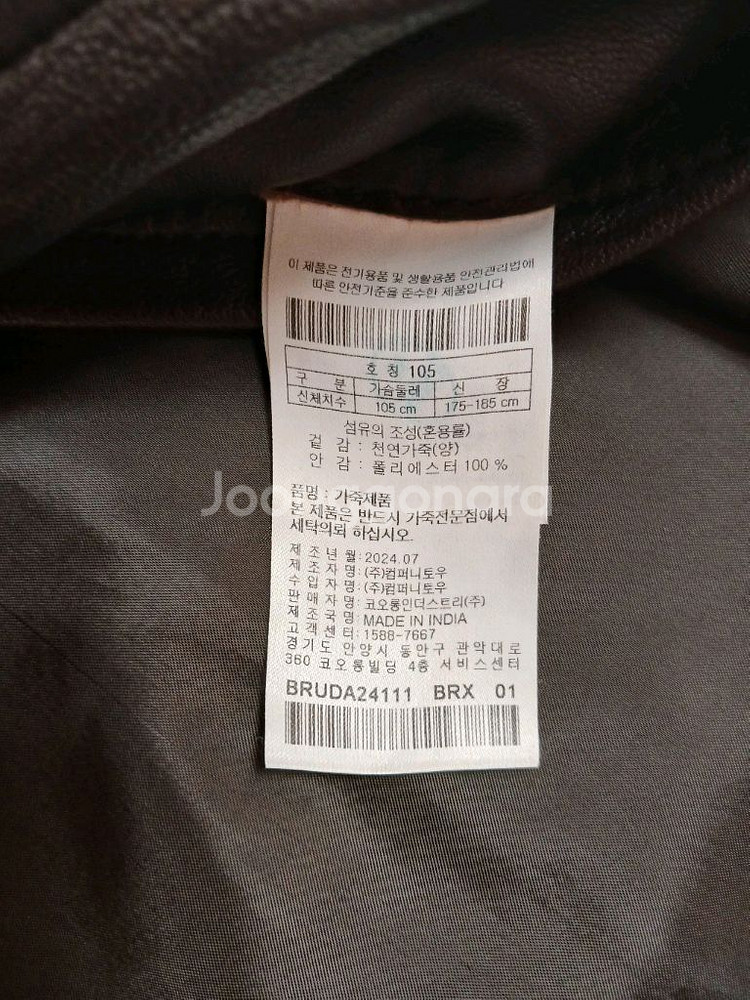 이 제품은 전기용품 및 생활용품 안전관리법에
따른 안전기준을 준수한 제품입니다
호 칭 105
구 분 가슴둘레 신 장
신체치수 105 cm 175-185 cm
섬유의 조성(혼용률)
겉 감 : 천연가죽(양)
안 감 : 폴리에스터 100 %
Joongonara
품명 : 가죽제품
본 제품은 반드시 가죽전문점에서
세탁의뢰 하십시오.
제 조 년 월: 2024.07
제 조 자 명: (주)컴퍼니토우
수 입 자 명: (주)컴퍼니토우
판 매 자 명: 코오롱인더스트리(주)
제 조 국 명: MADE IN INDIA
고 객 센 터: 1588-7667
경기도 안양시 동안구 관악대로
360 코오롱빌딩 4층 서비스센터
BRUDA24111 BRX 01